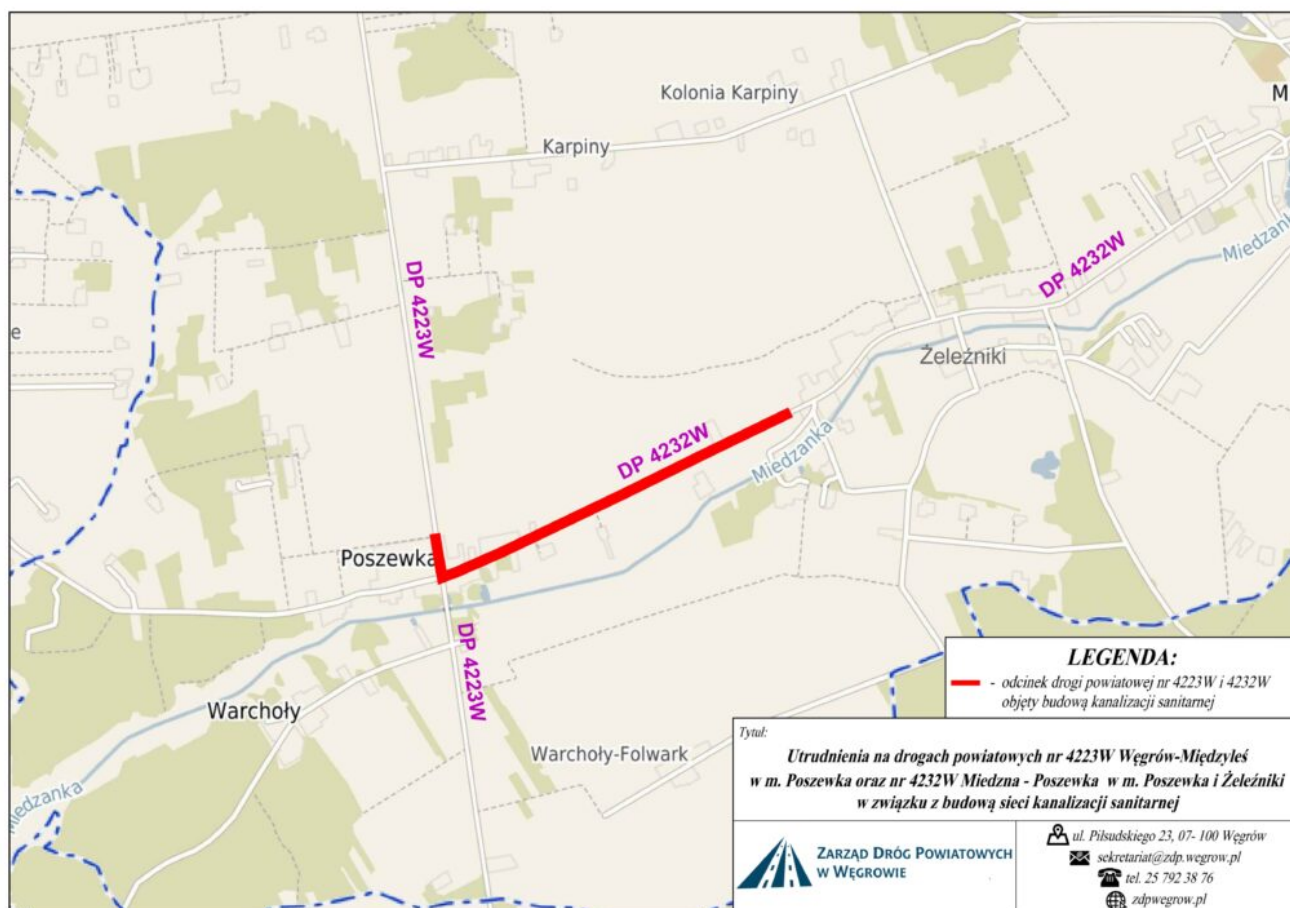 Kolonia Karpiny
M
Karpiny
DP 4223W
DP 4232W
Miedzank
e
Żeleźniki
DP 4232W
Miedzanka
Poszewka
DP 4223W
Warchoły
Warchoły-Folwark
Miedzanka
LEGENDA:
- odcinek drogi powiatowej nr 4223W i 4232W
objęty budową kanalizacji sanitarnej
Tytuł:
Utrudnienia na drogach powiatowych nr 4223W Węgrów-Międzyleś
w m. Poszewka oraz nr 4232W Miedzna - Poszewka w m. Poszewka i Żeleźniki
w związku z budową sieci kanalizacji sanitarnej
ZARZĄD DRÓG POWIATOWYCH
W WĘGROWIE
ul. Piłsudskiego 23, 07- 100 Węgrów
sekretariat@zdp.wegrow.pl
tel. 25 792 38 76
zdpwegrow.pl